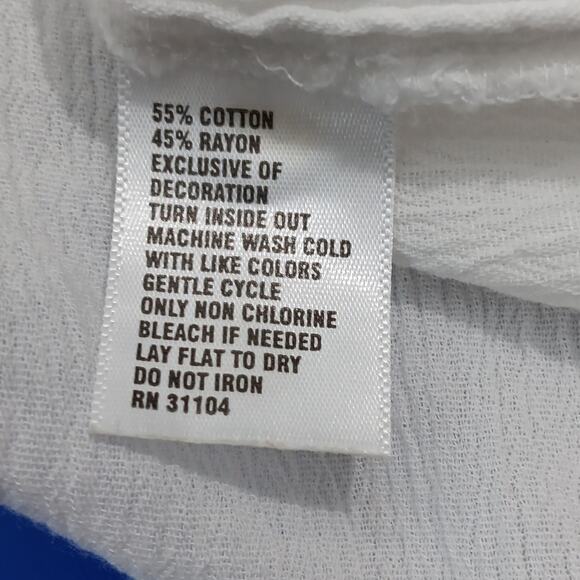 55% COTTON
45% RAYON
EXCLUSIVE OF
DECORATION
TURN INSIDE OUT
MACHINE WASH COLD
WITH LIKE COLORS
GENTLE CYCLE
ONLY NON CHLORINE
BLEACH IF NEEDED
LAY FLAT TO DRY
DO NOT IRON
RN 31104